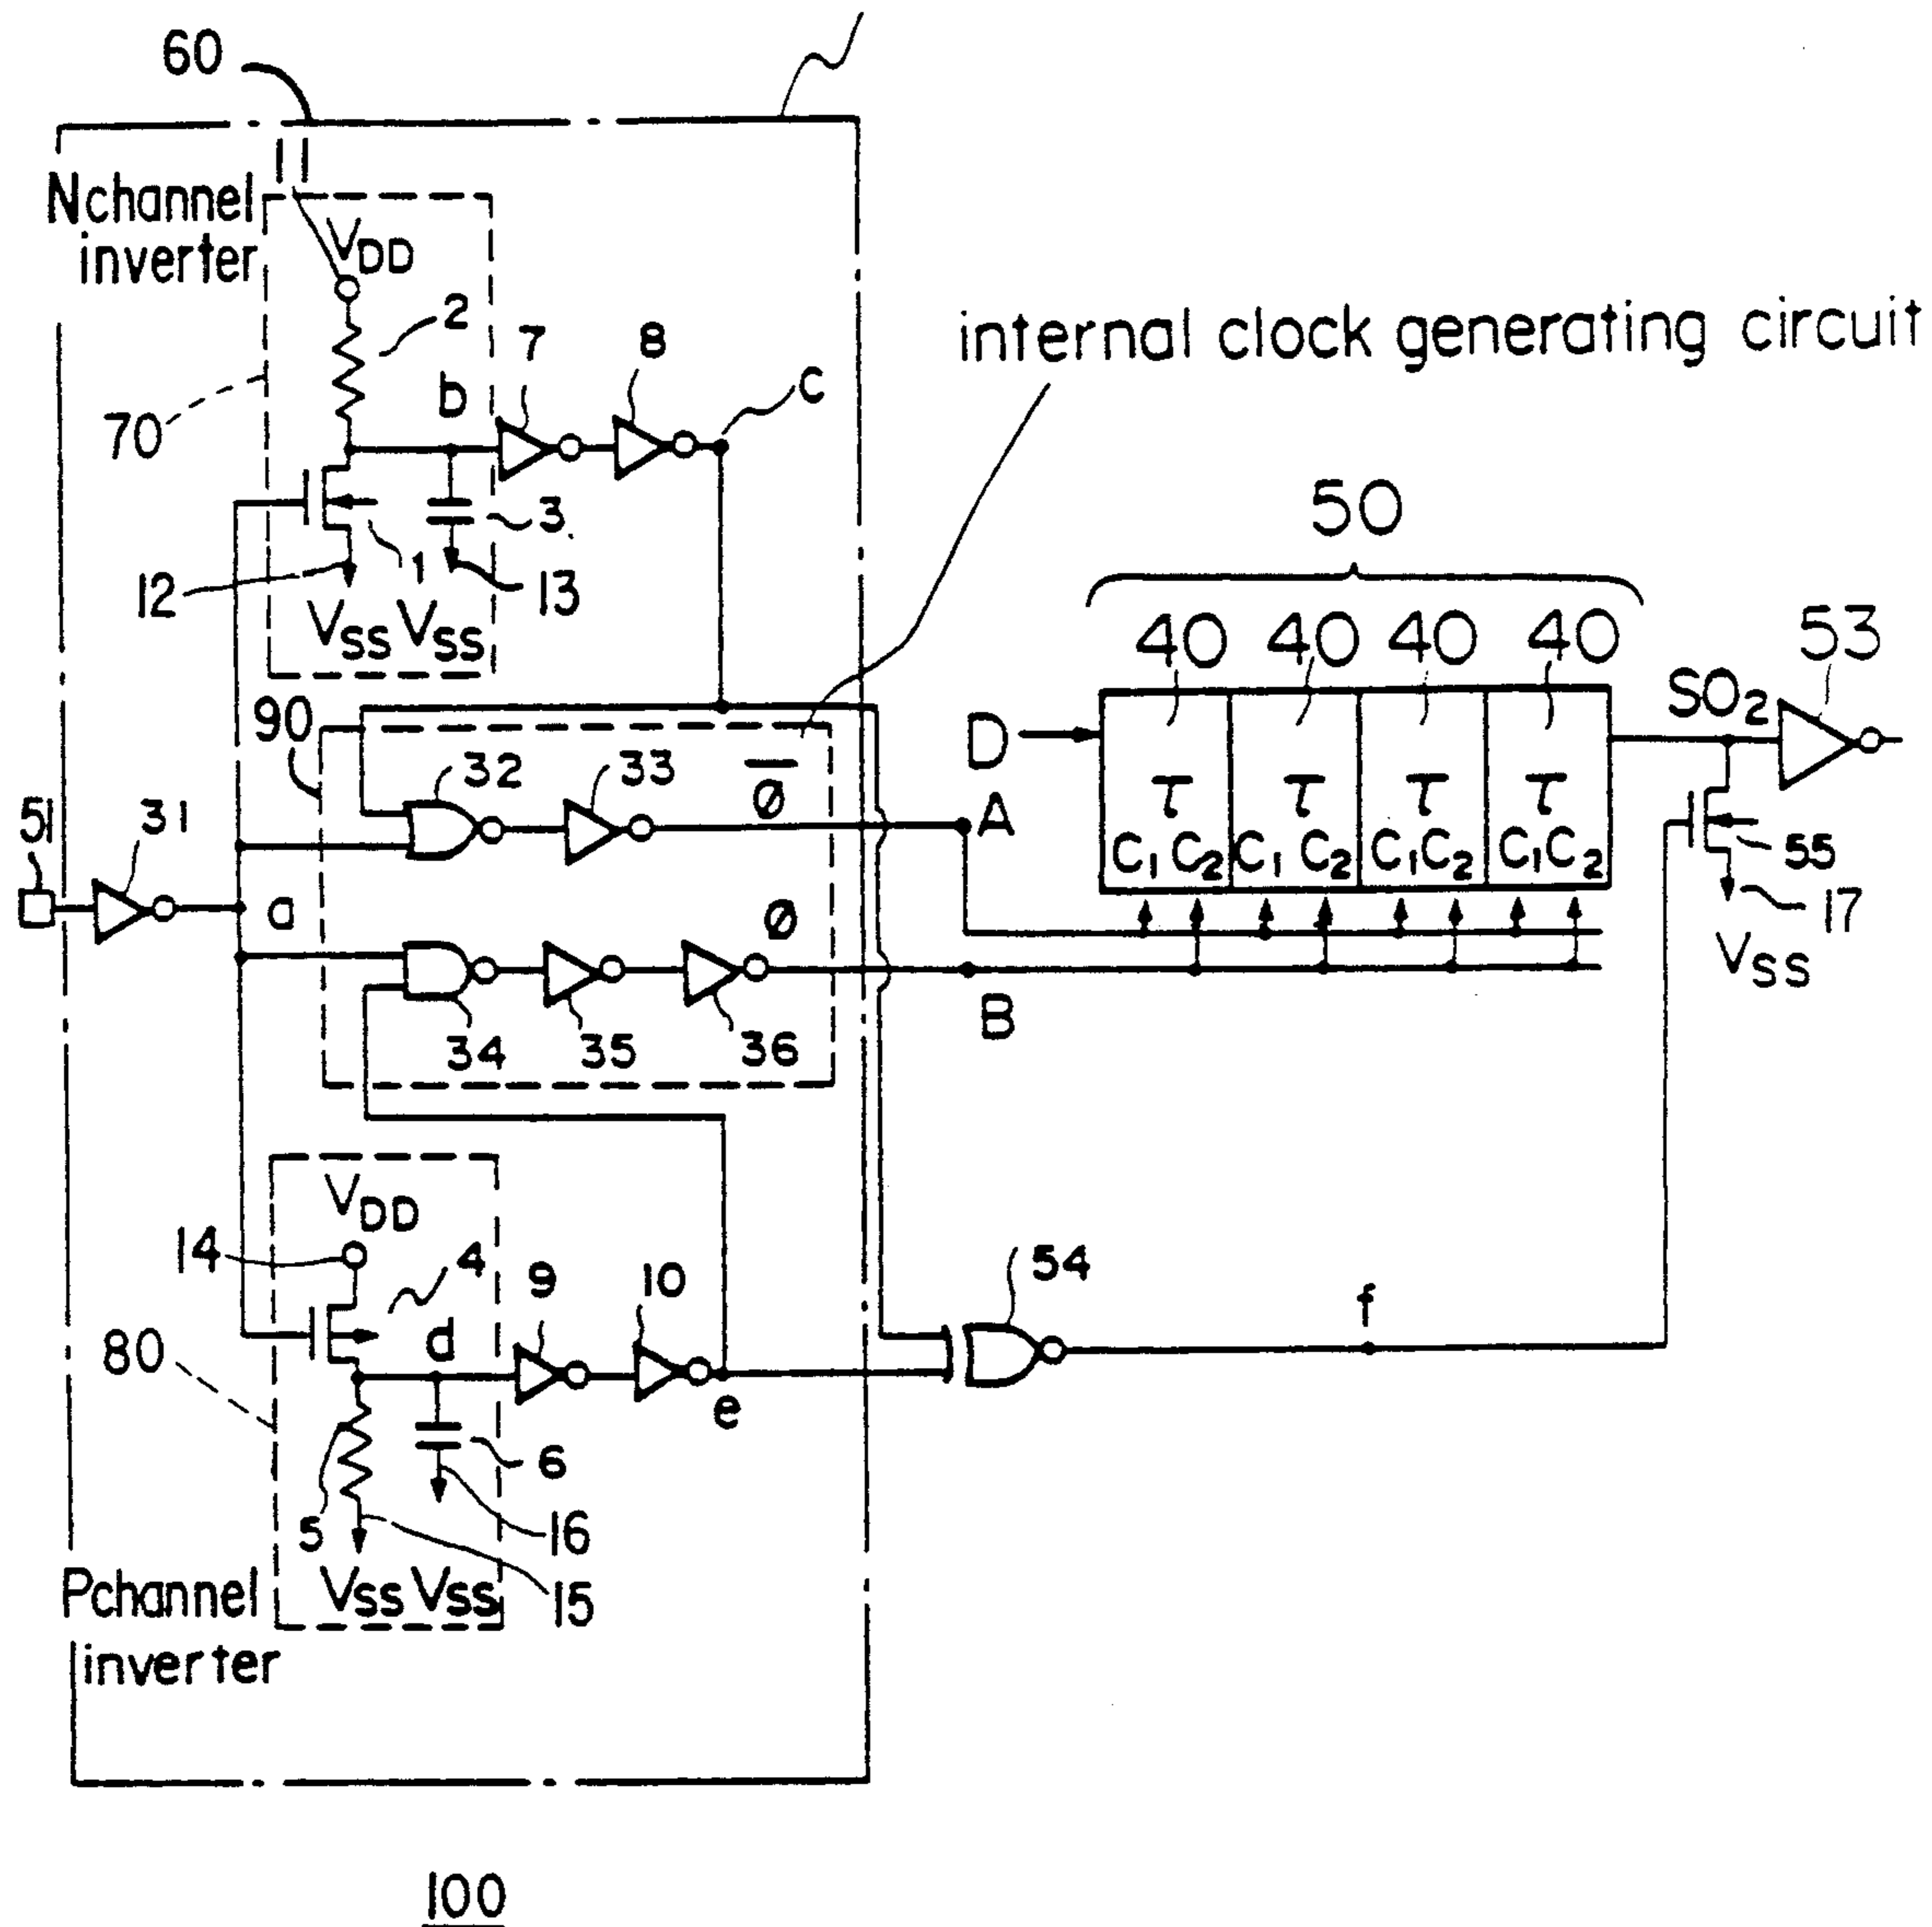 60
11
Nchannel
inverter
VDD
2
7
8
internal clock generating circuit
b
c
70
3
1
12
13
VSS VSS
50
40 40 40 40
53
SO2
90
32
33
D
φ̅
A
τ τ τ τ
C1 C2 C1 C2 C1 C2 C1 C2
55
51
31
a
17
φ
VSS
34
35
36
B
VDD
14
4
9
10
54
f
80
d
e
6
5
16
Pchannel
inverter
VSS VSS
15
100